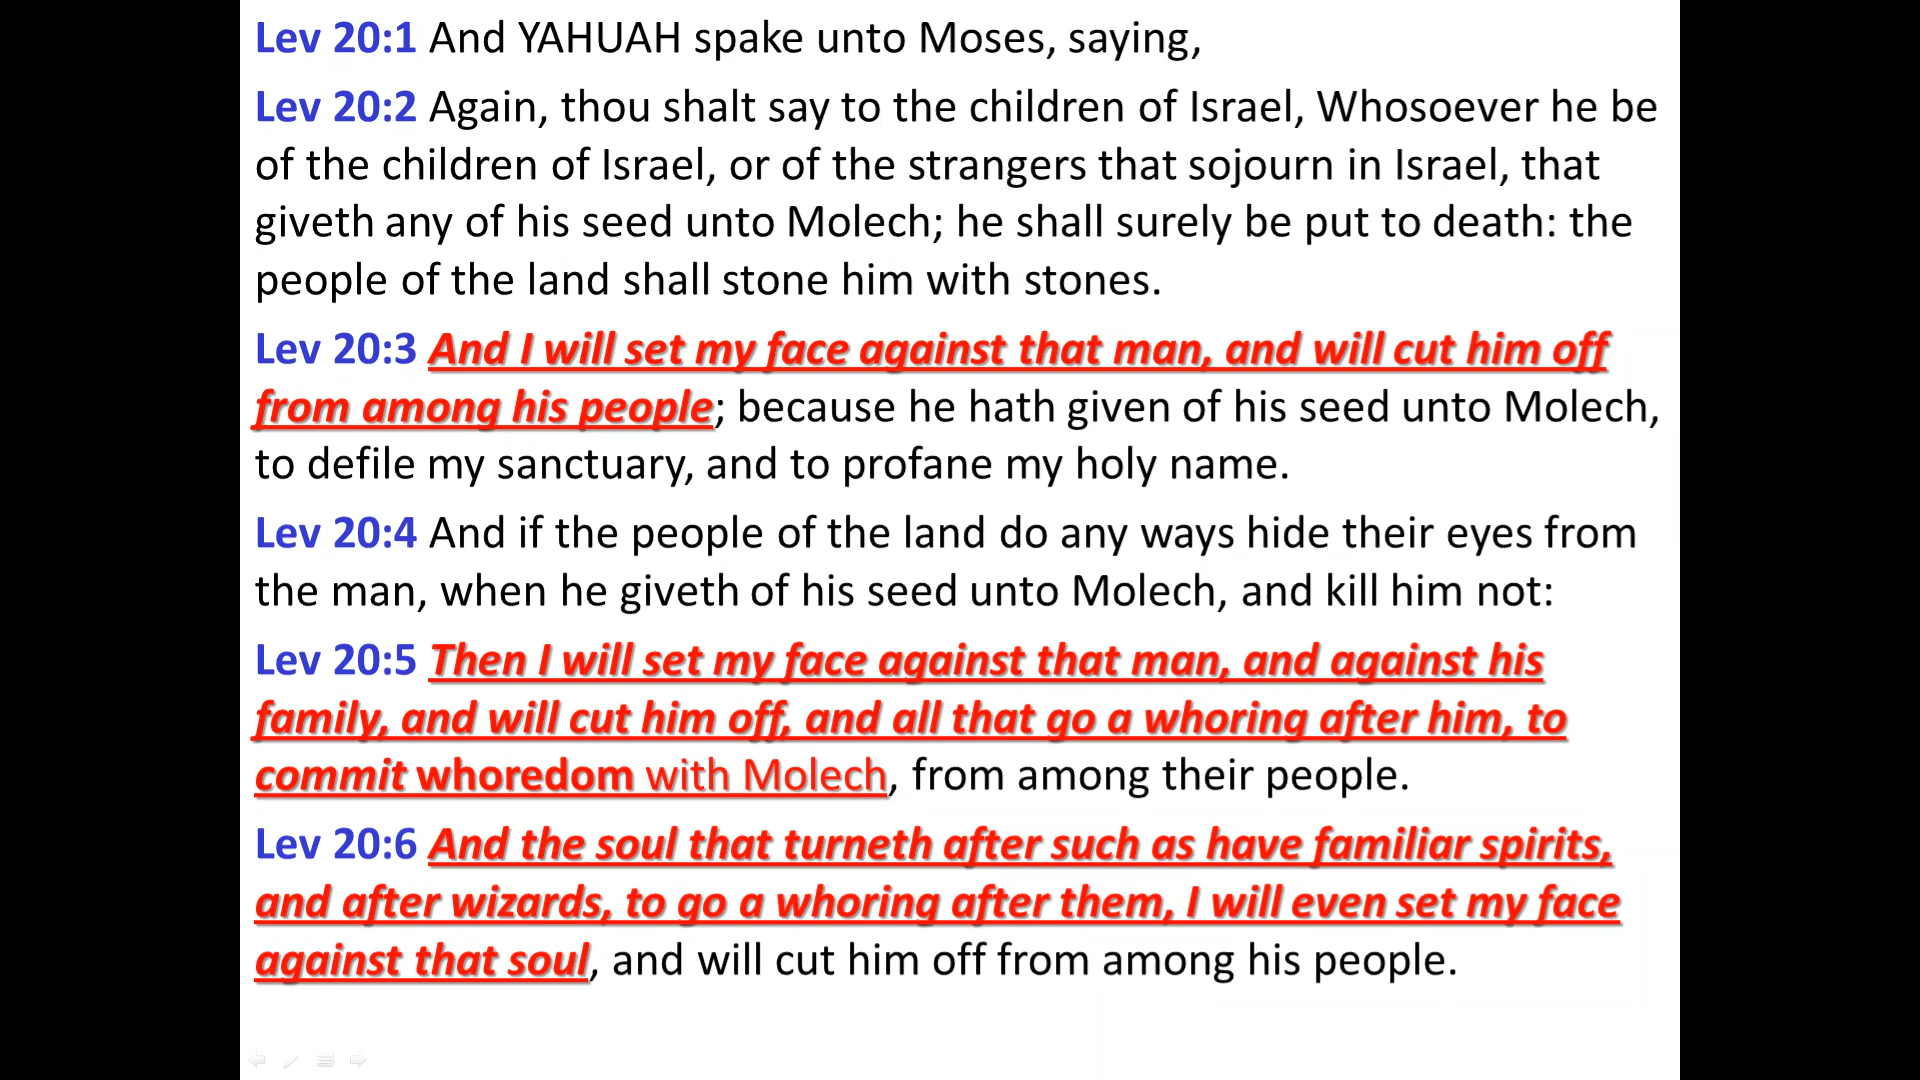 Lev 20:1 And YAHUAH spake unto Moses, saying,
Lev 20:2 Again, thou shalt say to the children of Israel, Whosoever he be
of the children of Israel, or of the strangers that sojourn in Israel, that
giveth any of his seed unto Molech; he shall surely be put to death: the
people of the land shall stone him with stones.
Lev 20:3 And I will set my face against that man, and will cut him off
from among his people; because he hath given of his seed unto Molech,
to defile my sanctuary, and to profane my holy name.
Lev 20:4 And if the people of the land do any ways hide their eyes from
the man, when he giveth of his seed unto Molech, and kill him not:
Lev 20:5 Then I will set my face against that man, and against his
family, and will cut him off, and all that go a whoring after him, to
commit whoredom with Molech, from among their people.
Lev 20:6 And the soul that turneth after such as have familiar spirits,
and after wizards, to go a whoring after them, I will even set my face
against that soul, and will cut him off from among his people.